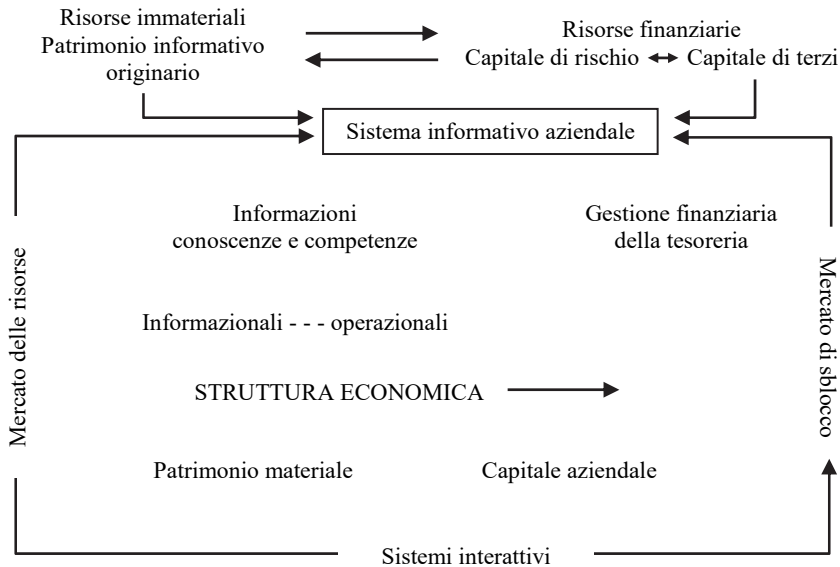 Risorse immateriali
Patrimonio informativo
originario
Risorse finanziarie
Capitale di rischio
Capitale di terzi
Sistema informativo aziendale
Informazioni
conoscenze e competenze
Gestione finanziaria
della tesoreria
Mercato delle risorse
Mercato di sblocco
Informazionali - - - operazionali
STRUTTURA ECONOMICA
Patrimonio materiale
Capitale aziendale
Sistemi interattivi